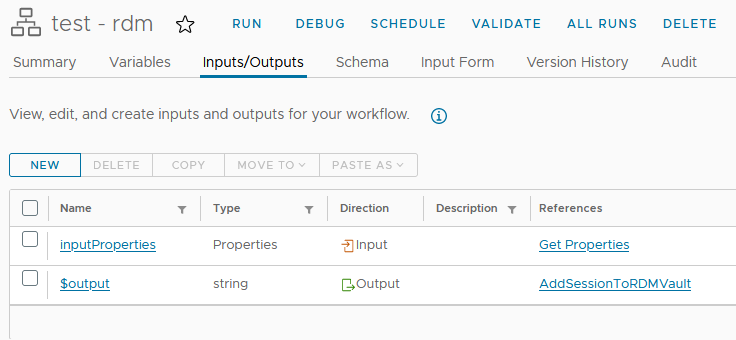 test - rdm RUN DEBUG SCHEDULE VALIDATE ALL RUNS DELETE
Summary Variables Inputs/Outputs Schema Input Form Version History Audit
View, edit, and create inputs and outputs for your workflow.
NEW DELETE COPY MOVE TO PASTE AS
Name Type Direction Description References
inputProperties Properties Input Get Properties
$output string Output AddSessionToRDMVault